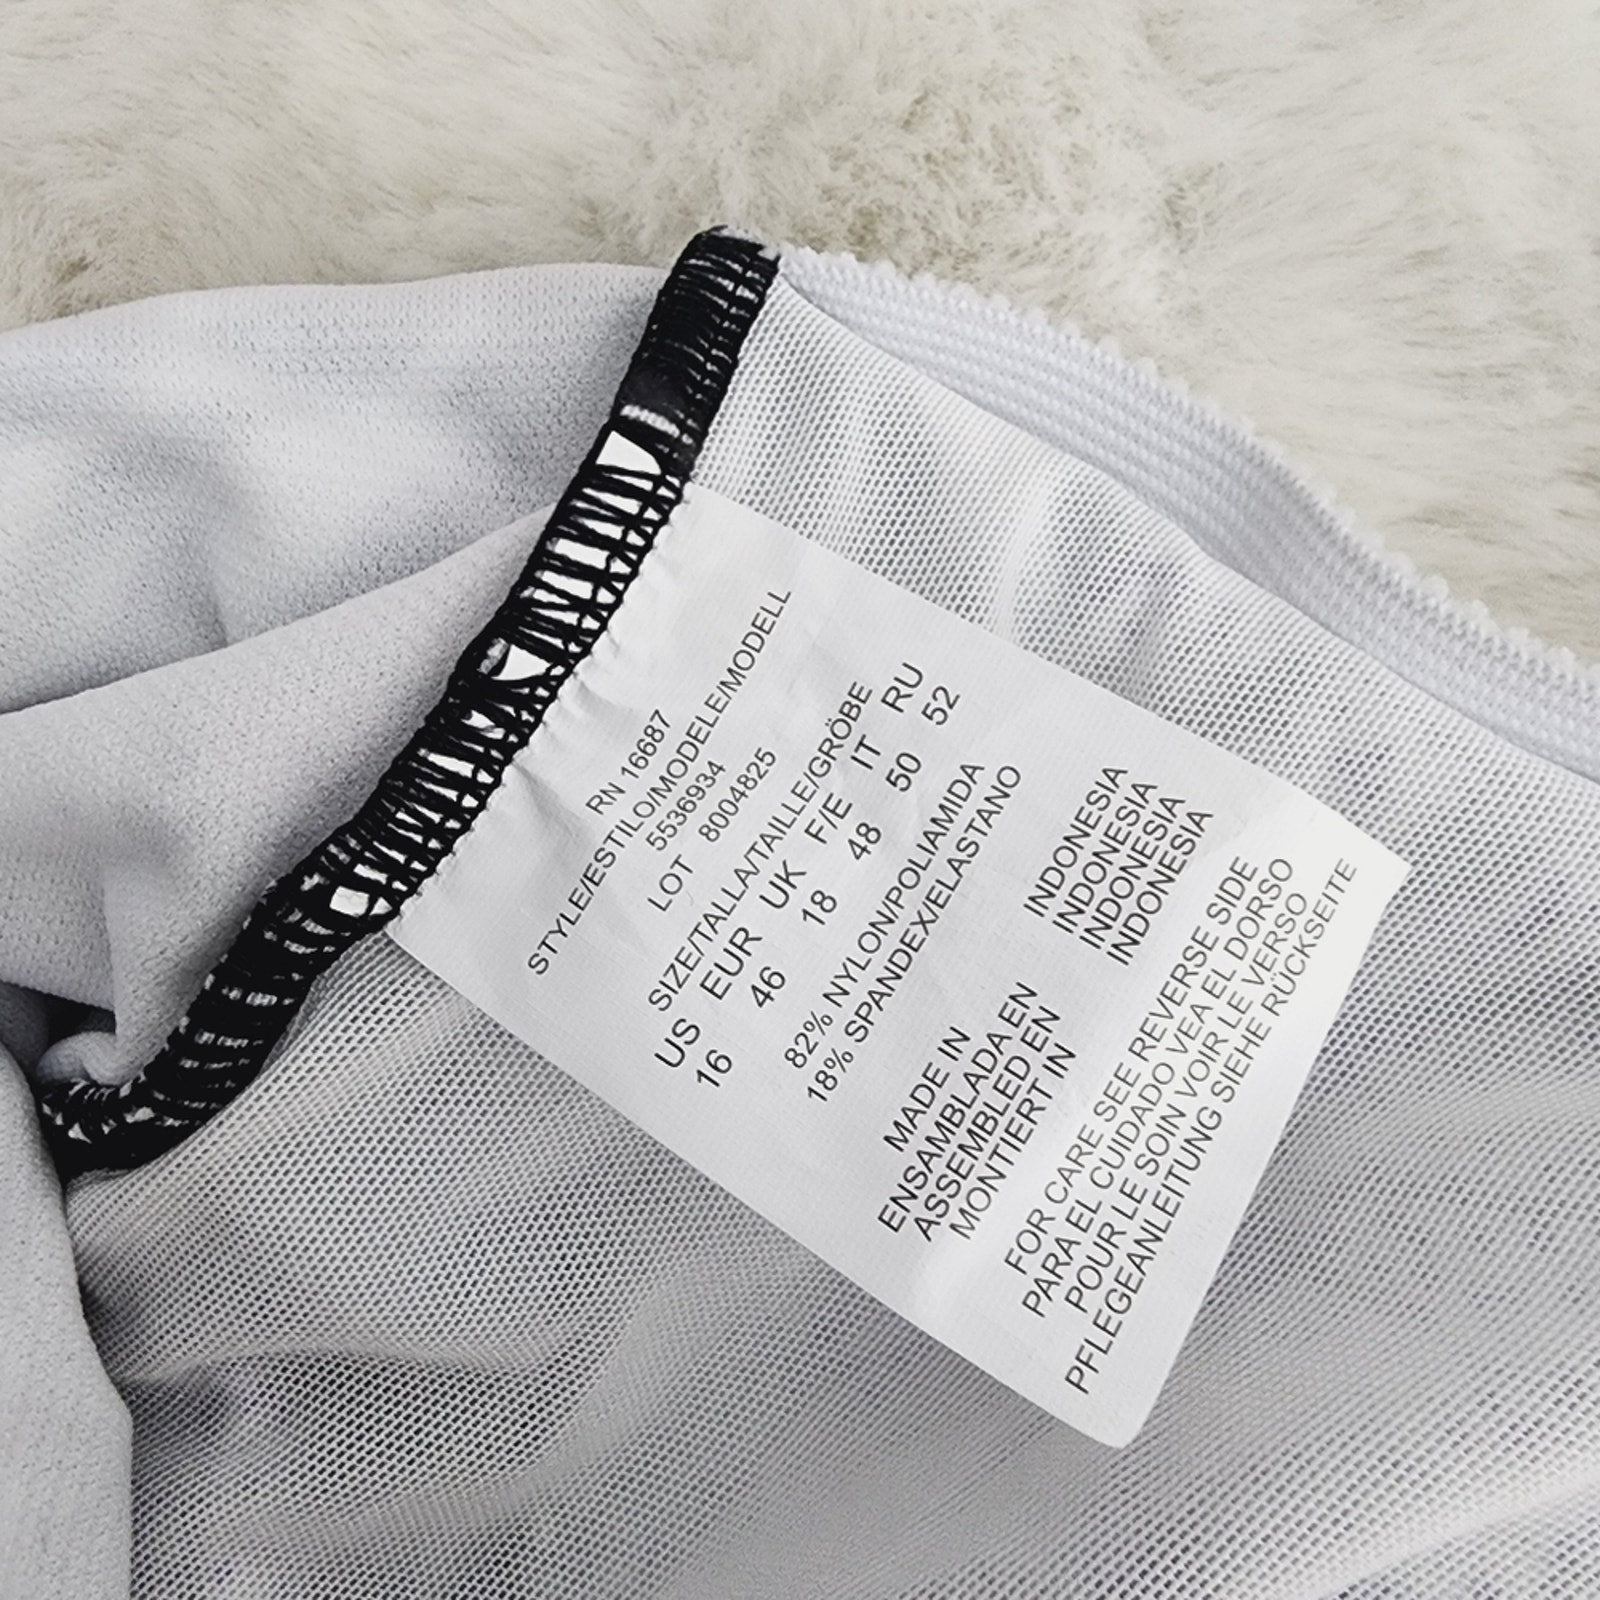 RN 16687
STYLE/ESTILO/MODELE/MODELL
5536934
LOT 8004825
SIZE/TALLA/TAILLE/GRÖBE
US EUR UK F/E IT RU
16 46 18 48 50 52
82% NYLON/POLIAMIDA
18% SPANDEX/ELASTANO
MADE IN INDONESIA
ENSAMBLADA EN INDONESIA
ASSEMBLED EN INDONESIA
MONTIERT IN INDONESIA
FOR CARE SEE REVERSE SIDE
PARA EL CUIDADO VEA EL DORSO
POUR LE SOIN VOIR LE VERSO
PFLEGEANLEITUNG SIEHE RÜCKSEITE